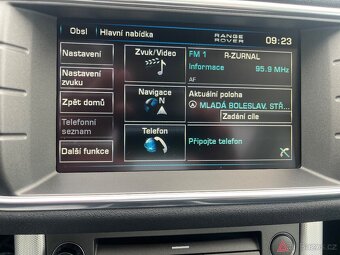 Obsl
Hlavní nabídka
RANGE ROVER
09:23
Nastavení
Nastavení zvuku
Zpět domů
Telefonní seznam
Další funkce
Zvuk/Video
Navigace
N
Telefon
FM 1
R-ZURNAL
Informace
95.9 MHz
AF
Aktuální poloha
MLADÁ BOLESLAV, STŘ...
Zadání cíle
Připojte telefon